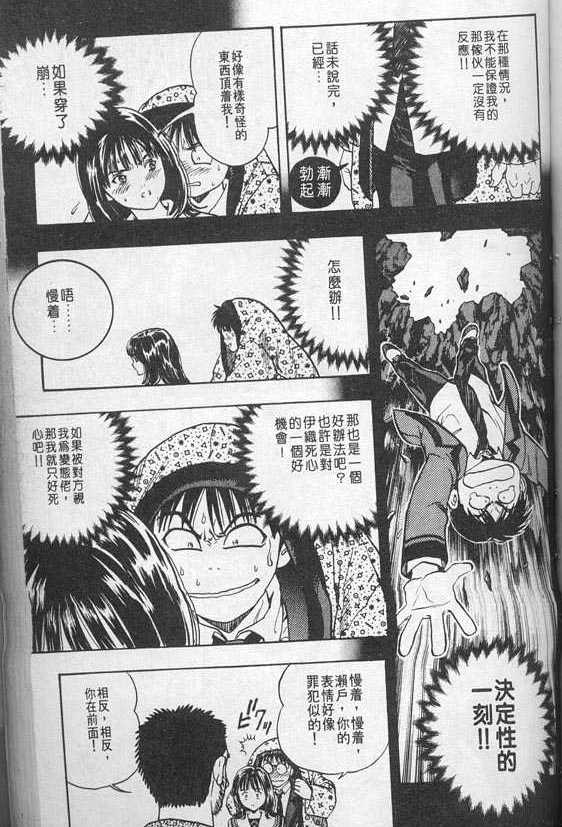 在那種情況，
我不能保證我的
那傢伙一定沒有
反應!!
話未說完，
已經…
漸漸
勃起
好像有樣奇怪的
東西頂着我！
如果穿了
崩…
決定性的
一刻!!
怎麼辦!!
唔……
慢着…
那也是一個
好辦法吧？
也許是對
伊織死心
的一個好
機會！
如果被對方視
我為變態佬，
那我就只好死
心吧!!
慢着，慢着，
瀨戶，你的
表情好像
罪犯似的！
ビクッ
相反，相反，
你在前面！